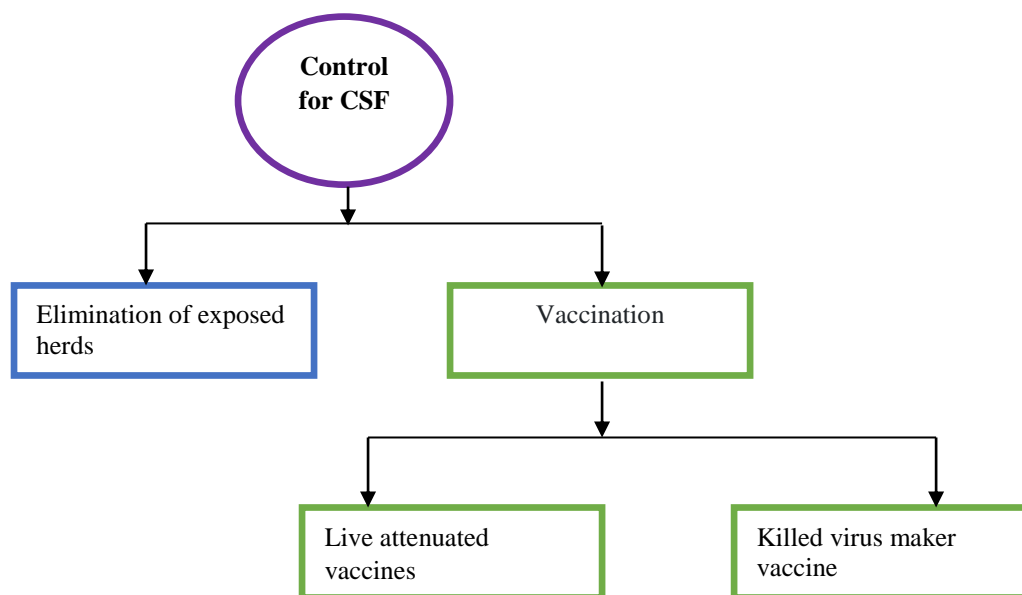 Control
for CSF
Elimination of exposed
herds
Vaccination
Live attenuated
vaccines
Killed virus maker
vaccine